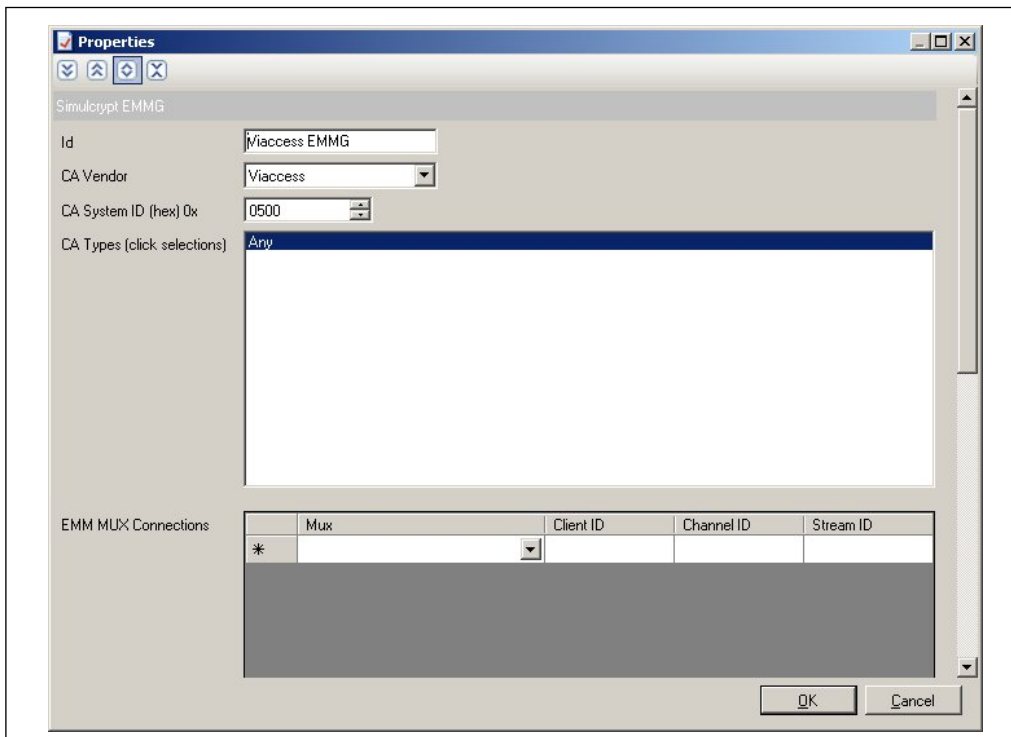 Properties
Simulcrypt EMMG
Id Viaccess EMMG
CA Vendor Viaccess
CA System ID (hex) 0x 0500
CA Types (click selections) Any
EMM MUX Connections Mux Client ID Channel ID Stream ID
*
OK Cancel